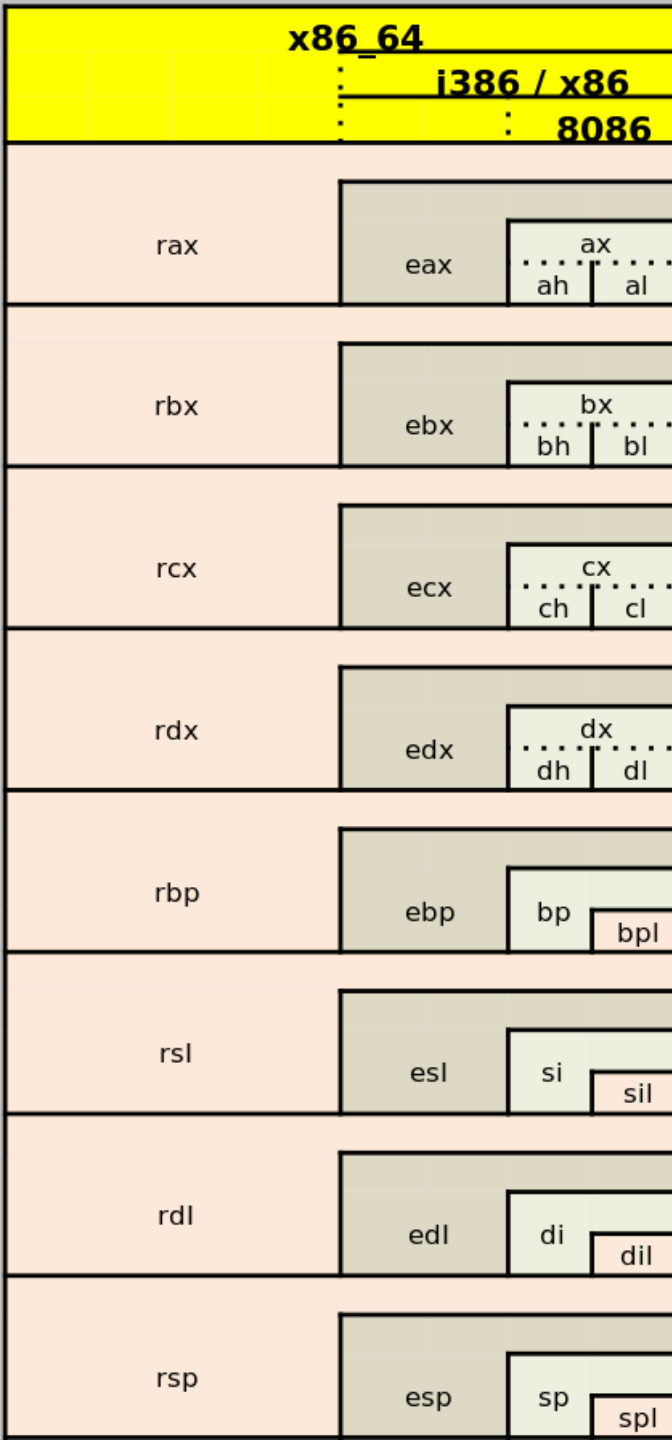 x86_64
i386 / x86
8086
rax
eax
ax
ah al
rbx
ebx
bx
bh bl
rcx
ecx
cx
ch cl
rdx
edx
dx
dh dl
rbp
ebp
bp
bpl
rsl
esl
si
sil
rdl
edl
di
dil
rsp
esp
sp
spl